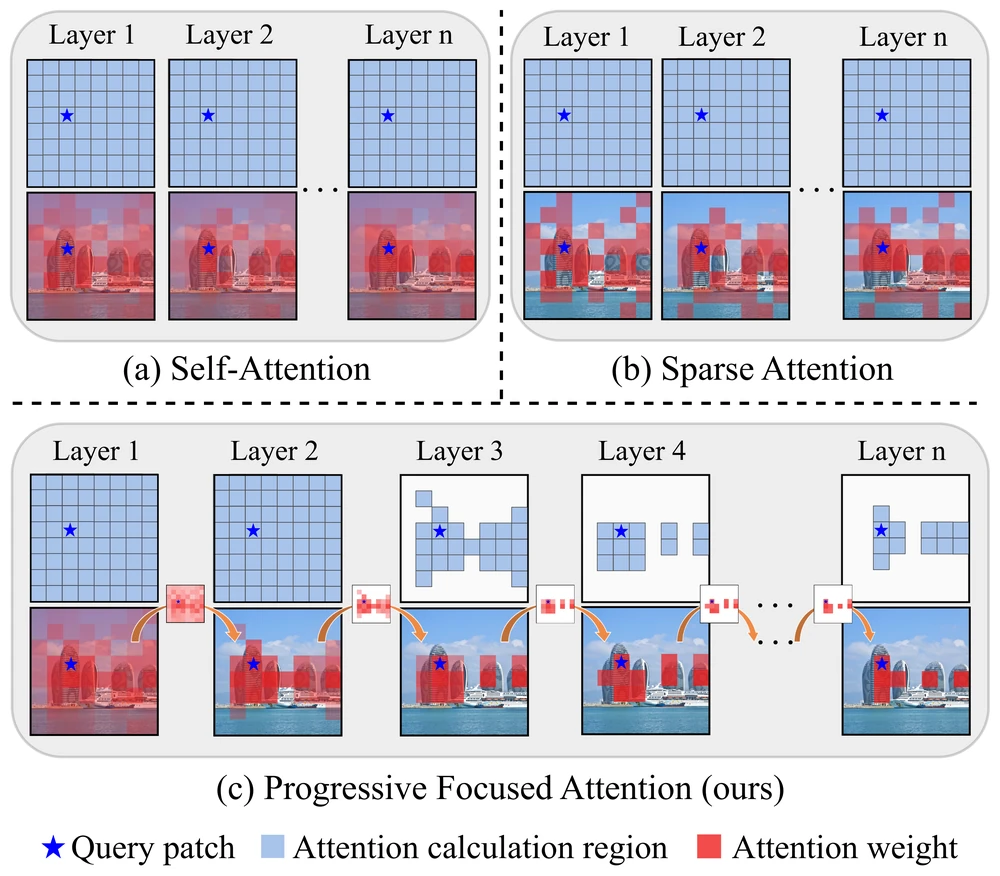 Layer 1 Layer 2 Layer n
Layer 1 Layer 2 Layer n
...
...
(a) Self-Attention
(b) Sparse Attention
Layer 1 Layer 2 Layer 3 Layer 4 Layer n
...
...
(c) Progressive Focused Attention (ours)
Query patch Attention calculation region Attention weight